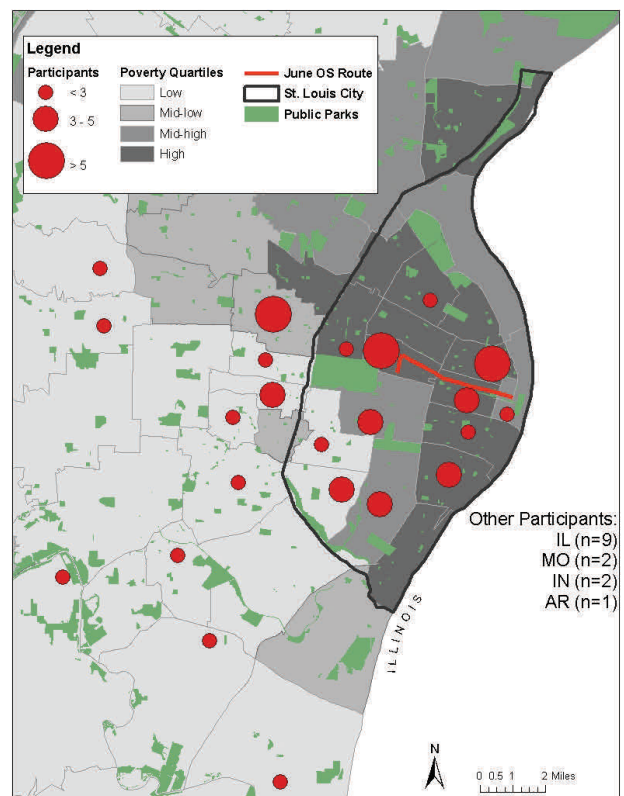 Legend
Participants
< 3
3 - 5
> 5
Poverty Quartiles
Low
Mid-low
Mid-high
High
June OS Route
St. Louis City
Public Parks
Other Participants:
IL (n=9)
MO (n=2)
IN (n=2)
AR (n=1)
ILLINOIS
N
0 0.5 1 2 Miles